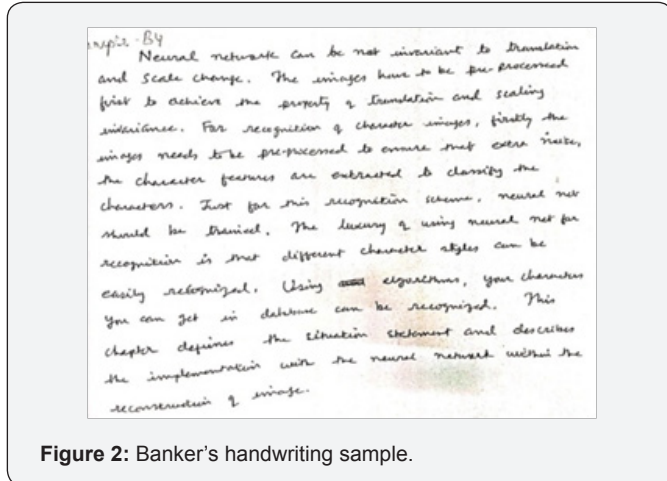 B4
Neural network can be not invariant to translation
and scale change. The images have to be pre-processed
first to achieve the property of translation and scaling
invariance. For recognition of character images, firstly the
images needs to be pre-processed to ensure that extra noise,
the character features are extracted to classify the
characters. Just for this recognition scheme, neural net
should be trained. The luxury of using neural net for
recognition is that different character styles can be
easily recognized. Using algorithms, your characters
you can get in database can be recognized. This
chapter defines the situation statement and describes
the implementation with the neural network within the
reconstruction of image.
Figure 2: Banker's handwriting sample.